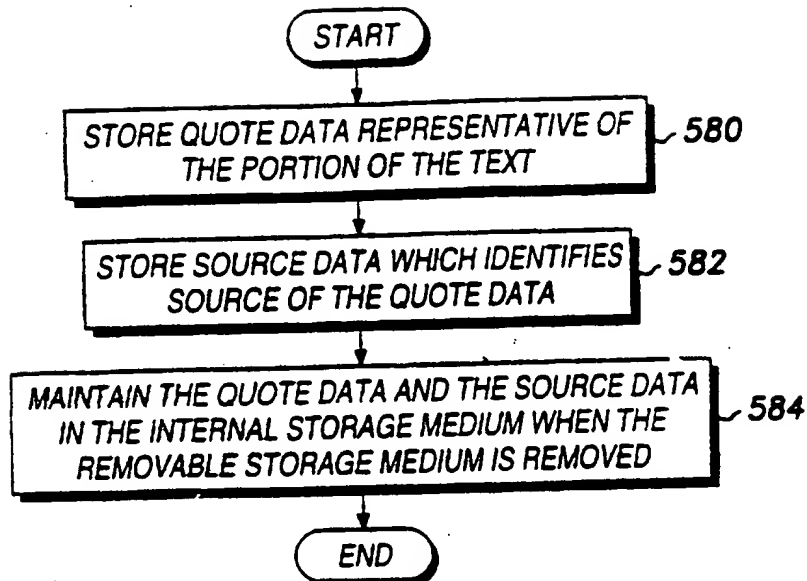 START
STORE QUOTE DATA REPRESENTATIVE OF
THE PORTION OF THE TEXT
580
STORE SOURCE DATA WHICH IDENTIFIES
SOURCE OF THE QUOTE DATA
582
MAINTAIN THE QUOTE DATA AND THE SOURCE DATA
IN THE INTERNAL STORAGE MEDIUM WHEN THE
REMOVABLE STORAGE MEDIUM IS REMOVED
584
END